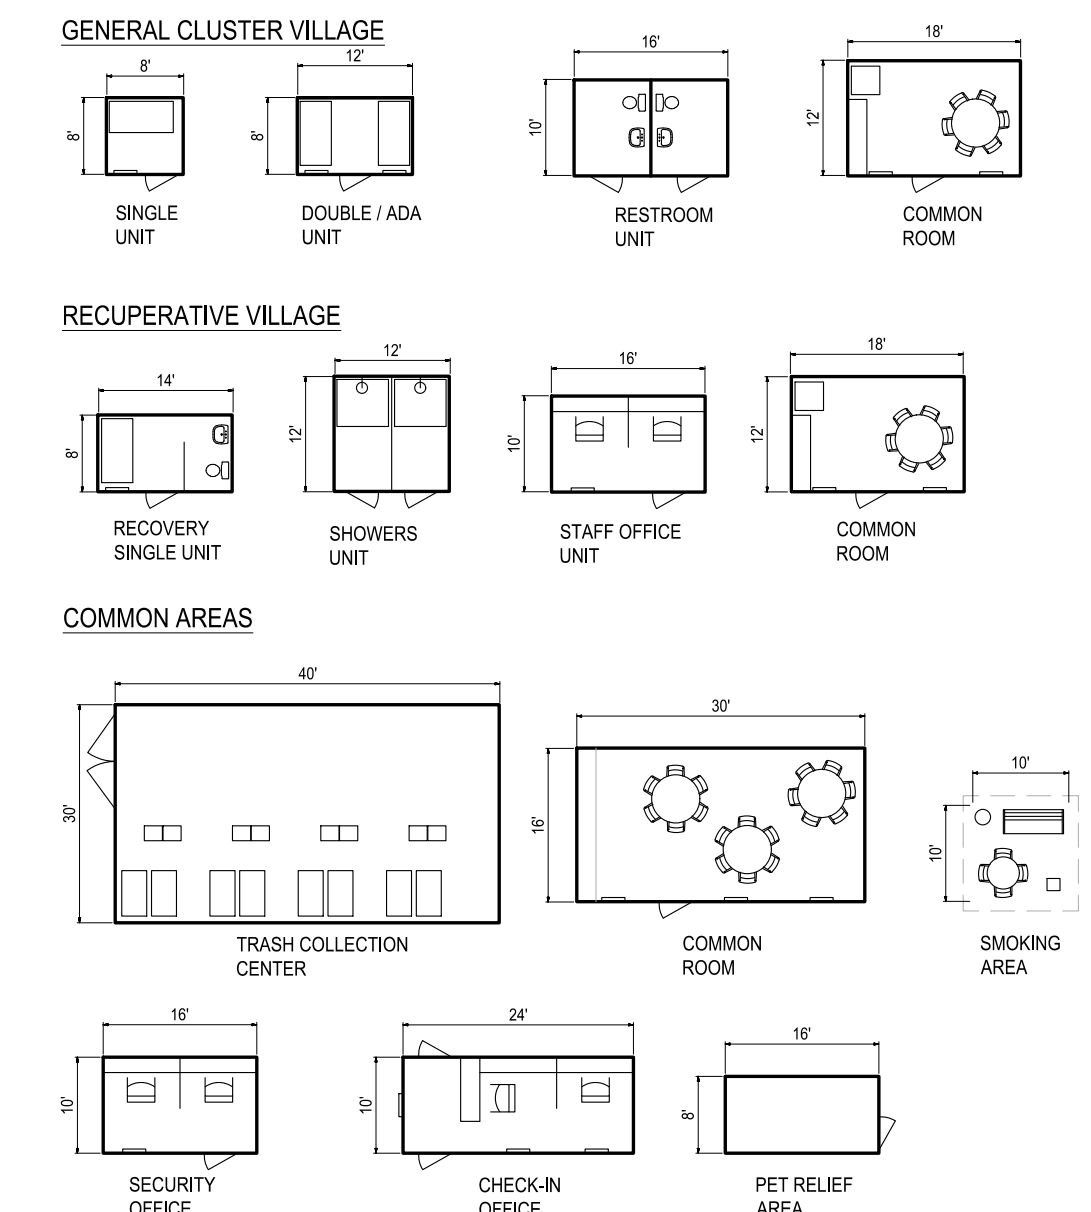 GENERAL CLUSTER VILLAGE
8'
8'
SINGLE
UNIT
12'
8'
DOUBLE / ADA
UNIT
16'
10'
RESTROOM
UNIT
18'
12'
COMMON
ROOM
RECUPERATIVE VILLAGE
14'
8'
RECOVERY
SINGLE UNIT
12'
12'
SHOWERS
UNIT
16'
10'
STAFF OFFICE
UNIT
18'
12'
COMMON
ROOM
COMMON AREAS
40'
30'
TRASH COLLECTION
CENTER
30'
16'
COMMON
ROOM
10'
10'
SMOKING
AREA
16'
10'
SECURITY
OFFICE
24'
10'
CHECK-IN
OFFICE
16'
8'
PET RELIEF
AREA